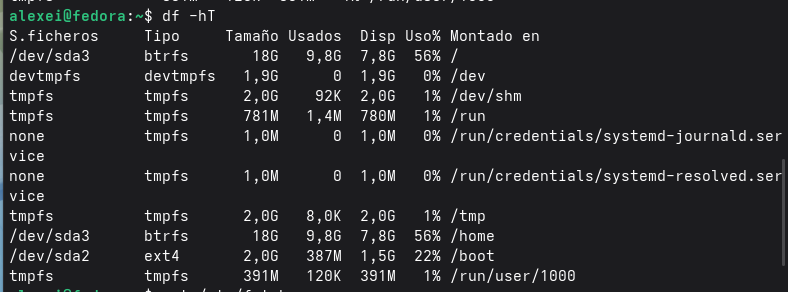 alexei@fedora:~$ df -hT
S.ficheros     Tipo     Tamaño Usados  Disp Uso% Montado en
/dev/sda3      btrfs       18G   9,8G  7,8G  56% /
devtmpfs       devtmpfs   1,9G      0  1,9G   0% /dev
tmpfs          tmpfs      2,0G    92K  2,0G   1% /dev/shm
tmpfs          tmpfs      781M   1,4M  780M   1% /run
none           tmpfs      1,0M      0  1,0M   0% /run/credentials/systemd-journald.ser
vice
none           tmpfs      1,0M      0  1,0M   0% /run/credentials/systemd-resolved.ser
vice
tmpfs          tmpfs      2,0G   8,0K  2,0G   1% /tmp
/dev/sda3      btrfs       18G   9,8G  7,8G  56% /home
/dev/sda2      ext4       2,0G   387M  1,5G  22% /boot
tmpfs          tmpfs      391M   120K  391M   1% /run/user/1000